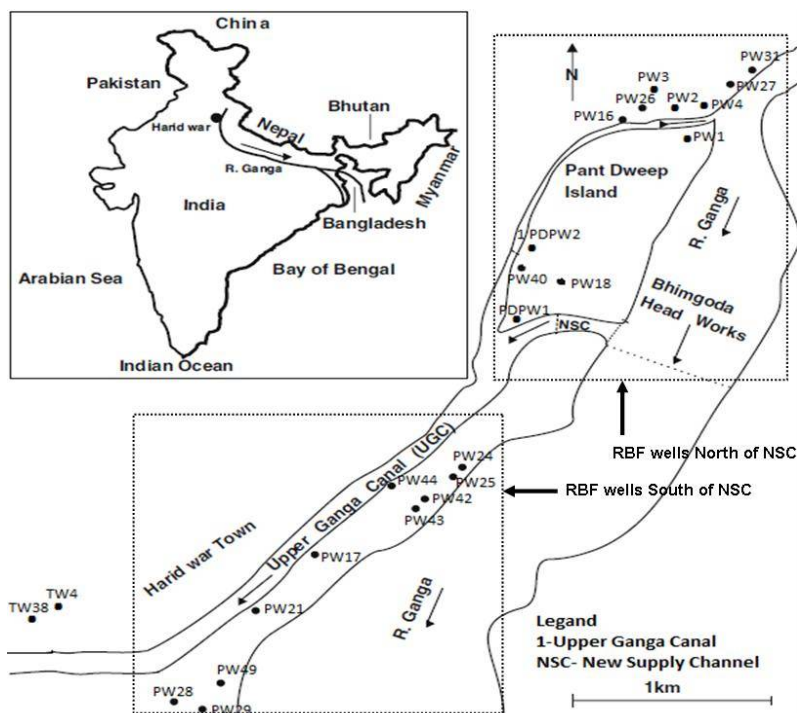 China
Pakistan
Harid war
Nepal
Bhutan
R. Ganga
Myanmar
India
Bangladesh
Arabian Sea
Bay of Bengal
Indian Ocean
N
PW31
PW3
PW27
PW26
PW2
PW4
PW16
PW1
Pant Dweep
Island
R. Ganga
1 PDPW2
PW40
PW18
PDPW1
NSC
Bhimgoda
Head Works
RBF wells North of NSC
Upper Ganga Canal (UGC)
PW24
PW44
PW25
RBF wells South of NSC
PW42
PW43
Harid war Town
PW17
TW4
TW38
PW21
R. Ganga
PW49
PW28
PW29
Legand
1-Upper Ganga Canal
NSC- New Supply Channel
1km